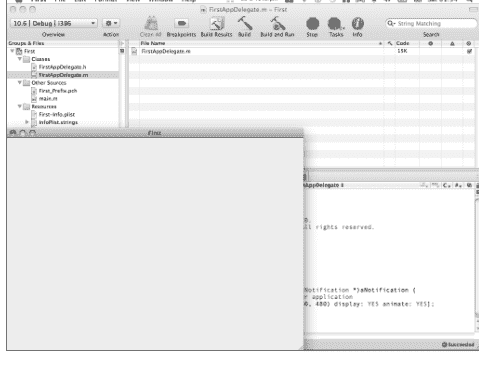 FirstAppDelegate.m - First
10.6 | Debug | i386
String Matching
Overview
Action
Clean All
Breakpoints
Build Results
Build
Build and Run
Stop
Tasks
Info
Search
Groups & Files
File Name
Code
First
FirstAppDelegate.m
15K
Classes
FirstAppDelegate.h
FirstAppDelegate.m
Other Sources
First_Prefix.pch
main.m
Resources
First-Info.plist
InfoPlist.strings
First
ll rights reserved.
Notification *)aNotification {
r application
0, 480) display: YES animate: YES];
Succeeded